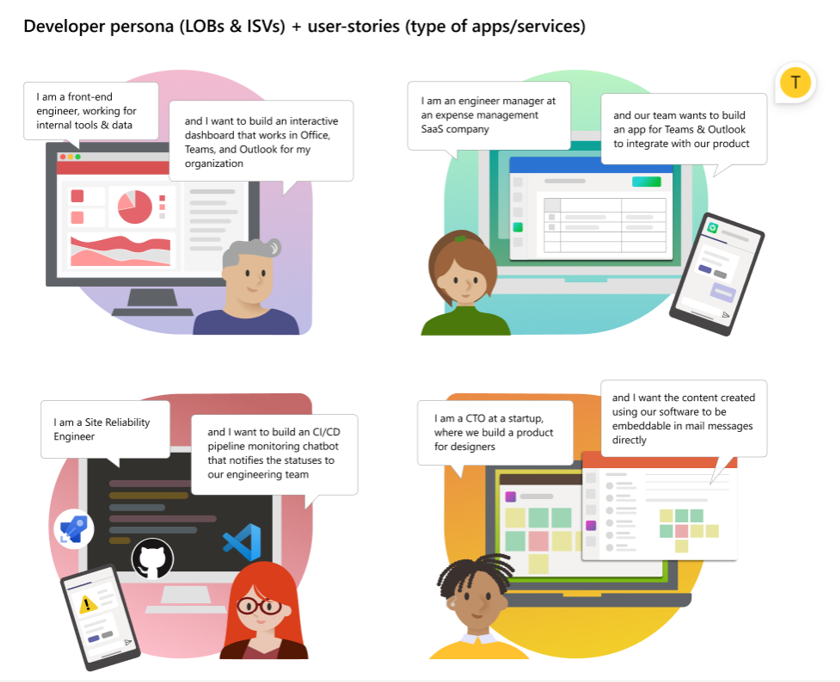 Developer persona (LOBs & ISVs) + user-stories (type of apps/services)
T
I am a front-end
engineer, working for
internal tools & data
and I want to build an interactive
dashboard that works in Office,
Teams, and Outlook for my
organization
I am an engineer manager at
an expense management
SaaS company
and our team wants to build
an app for Teams & Outlook
to integrate with our product
I am a Site Reliability
Engineer
and I want to build an CI/CD
pipeline monitoring chatbot
that notifies the statuses to
our engineering team
I am a CTO at a startup,
where we build a product
for designers
and I want the content created
using our software to be
embeddable in mail messages
directly